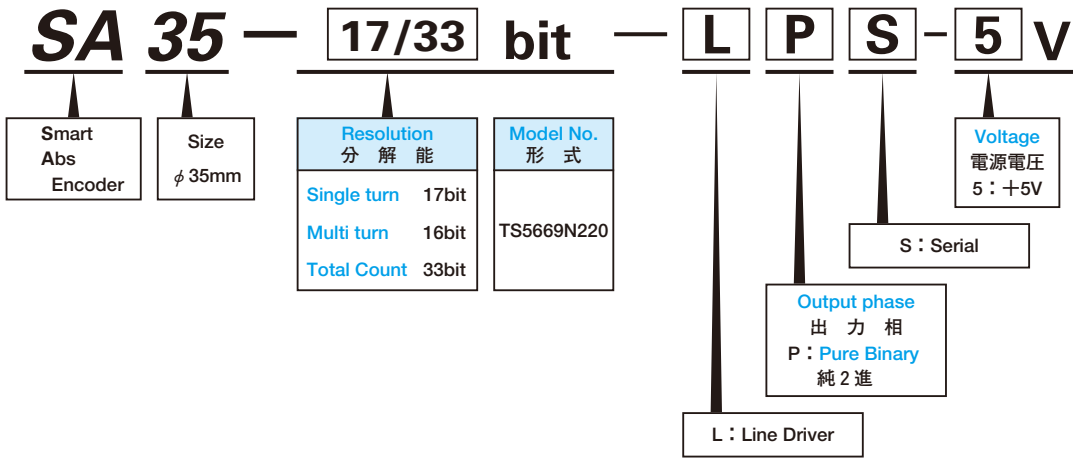 SA 35 — 17/33 bit — L P S - 5 V
Smart
Abs
Encoder
Size
φ 35mm
Resolution
分 解 能
Single turn 17bit
Multi turn 16bit
Total Count 33bit
Model No.
形 式
TS5669N220
Voltage
電源電圧
5：＋5V
S：Serial
Output phase
出 力 相
P：Pure Binary
純 2 進
L：Line Driver